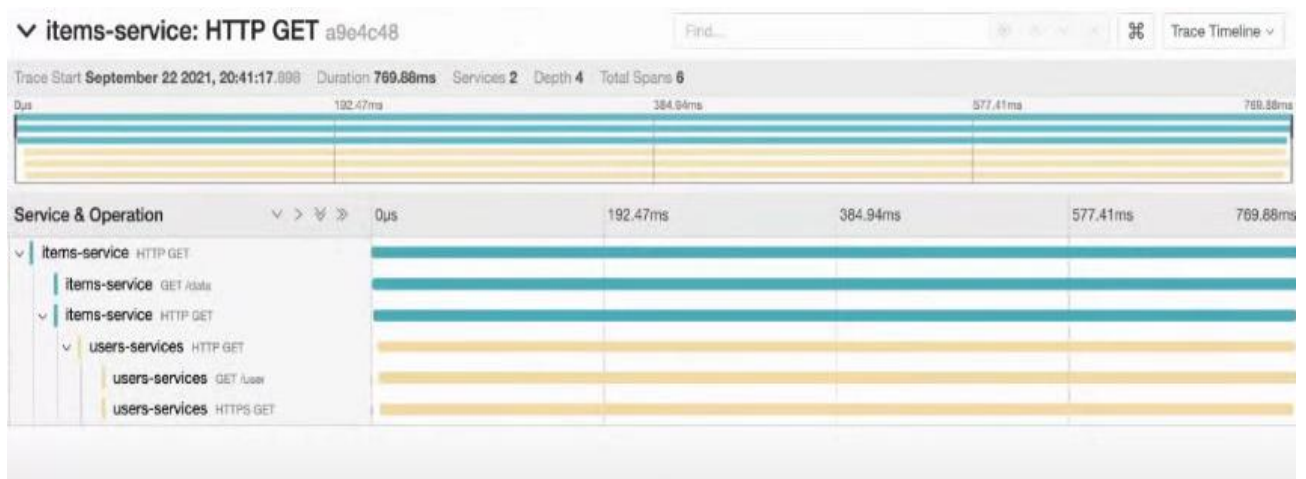 items-service: HTTP GET a9e4c48 Find... ⌘ Trace Timeline
Trace Start September 22 2021, 20:41:17.898 Duration 769.88ms Services 2 Depth 4 Total Spans 6
0μs 192.47ms 384.94ms 577.41ms 769.88ms
Service & Operation 0μs 192.47ms 384.94ms 577.41ms 769.88ms
items-service HTTP GET
items-service GET /data
items-service HTTP GET
users-services HTTP GET
users-services GET /user
users-services HTTPS GET